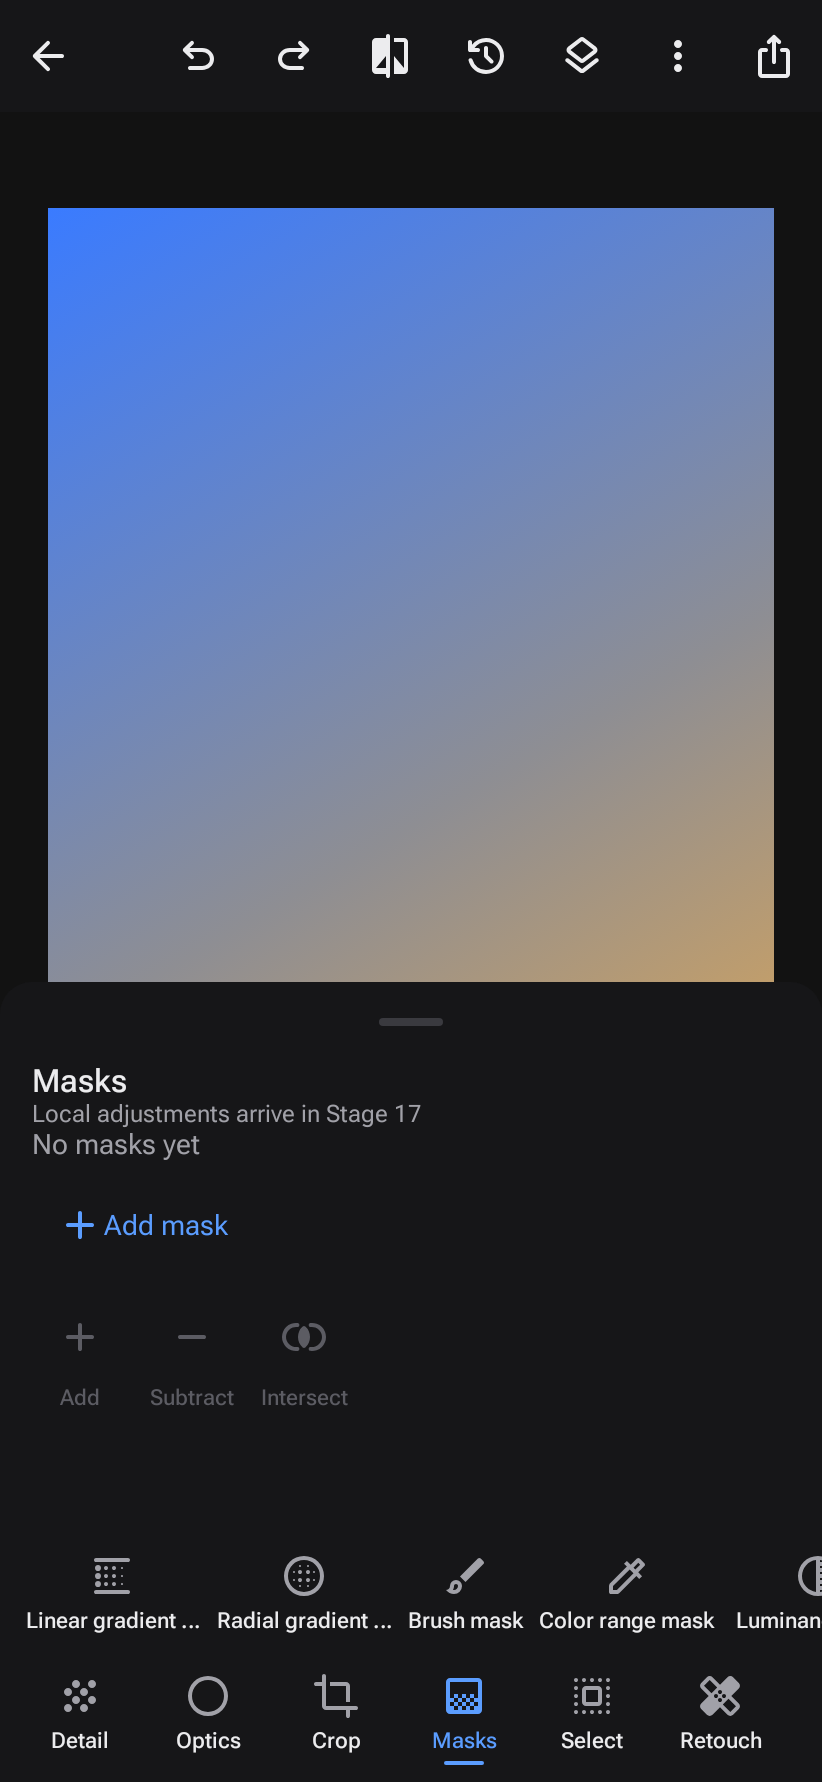 Masks
Local adjustments arrive in Stage 17
No masks yet
Add mask
Add Subtract Intersect
Linear gradient ... Radial gradient ... Brush mask Color range mask Luminan
Detail Optics Crop Masks Select Retouch